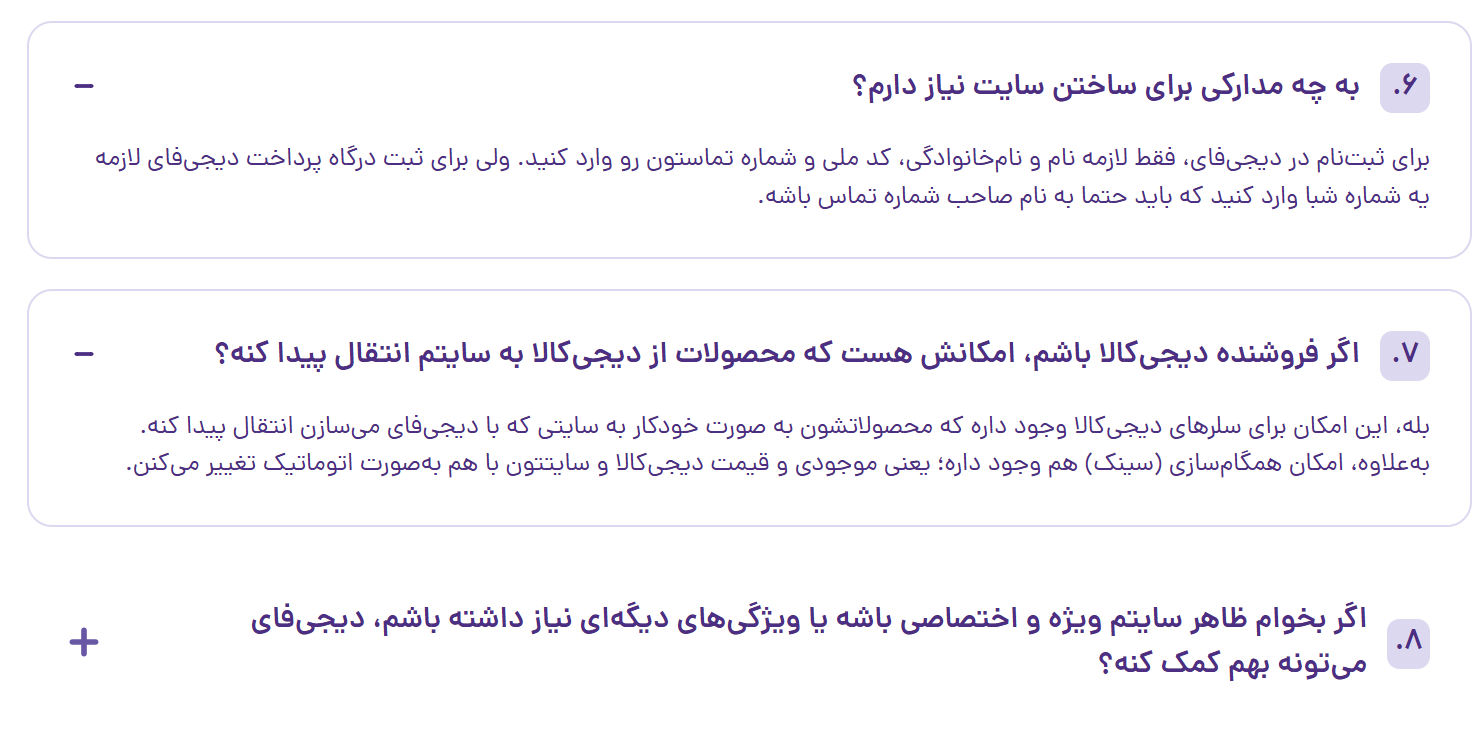 ۶. به چه مدارکی برای ساختن سایت نیاز دارم؟
برای ثبت‌نام در دیجی‌فای، فقط لازمه نام و نام‌خانوادگی، کد ملی و شماره تماستون رو وارد کنید. ولی برای ثبت درگاه پرداخت دیجی‌فای لازمه
یه شماره شبا وارد کنید که باید حتما به نام صاحب شماره تماس باشه.
۷. اگر فروشنده دیجی‌کالا باشم، امکانش هست که محصولات از دیجی‌کالا به سایتم انتقال پیدا کنه؟
بله، این امکان برای سلرهای دیجی‌کالا وجود داره که محصولاتشون به صورت خودکار به سایتی که با دیجی‌فای می‌سازن انتقال پیدا کنه.
به‌علاوه، امکان همگام‌سازی (سینک) هم وجود داره؛ یعنی موجودی و قیمت دیجی‌کالا و سایتتون با هم به‌صورت اتوماتیک تغییر می‌کنن.
۸. اگر بخوام ظاهر سایتم ویژه و اختصاصی باشه یا ویژگی‌های دیگه‌ای نیاز داشته باشم، دیجی‌فای
می‌تونه بهم کمک کنه؟